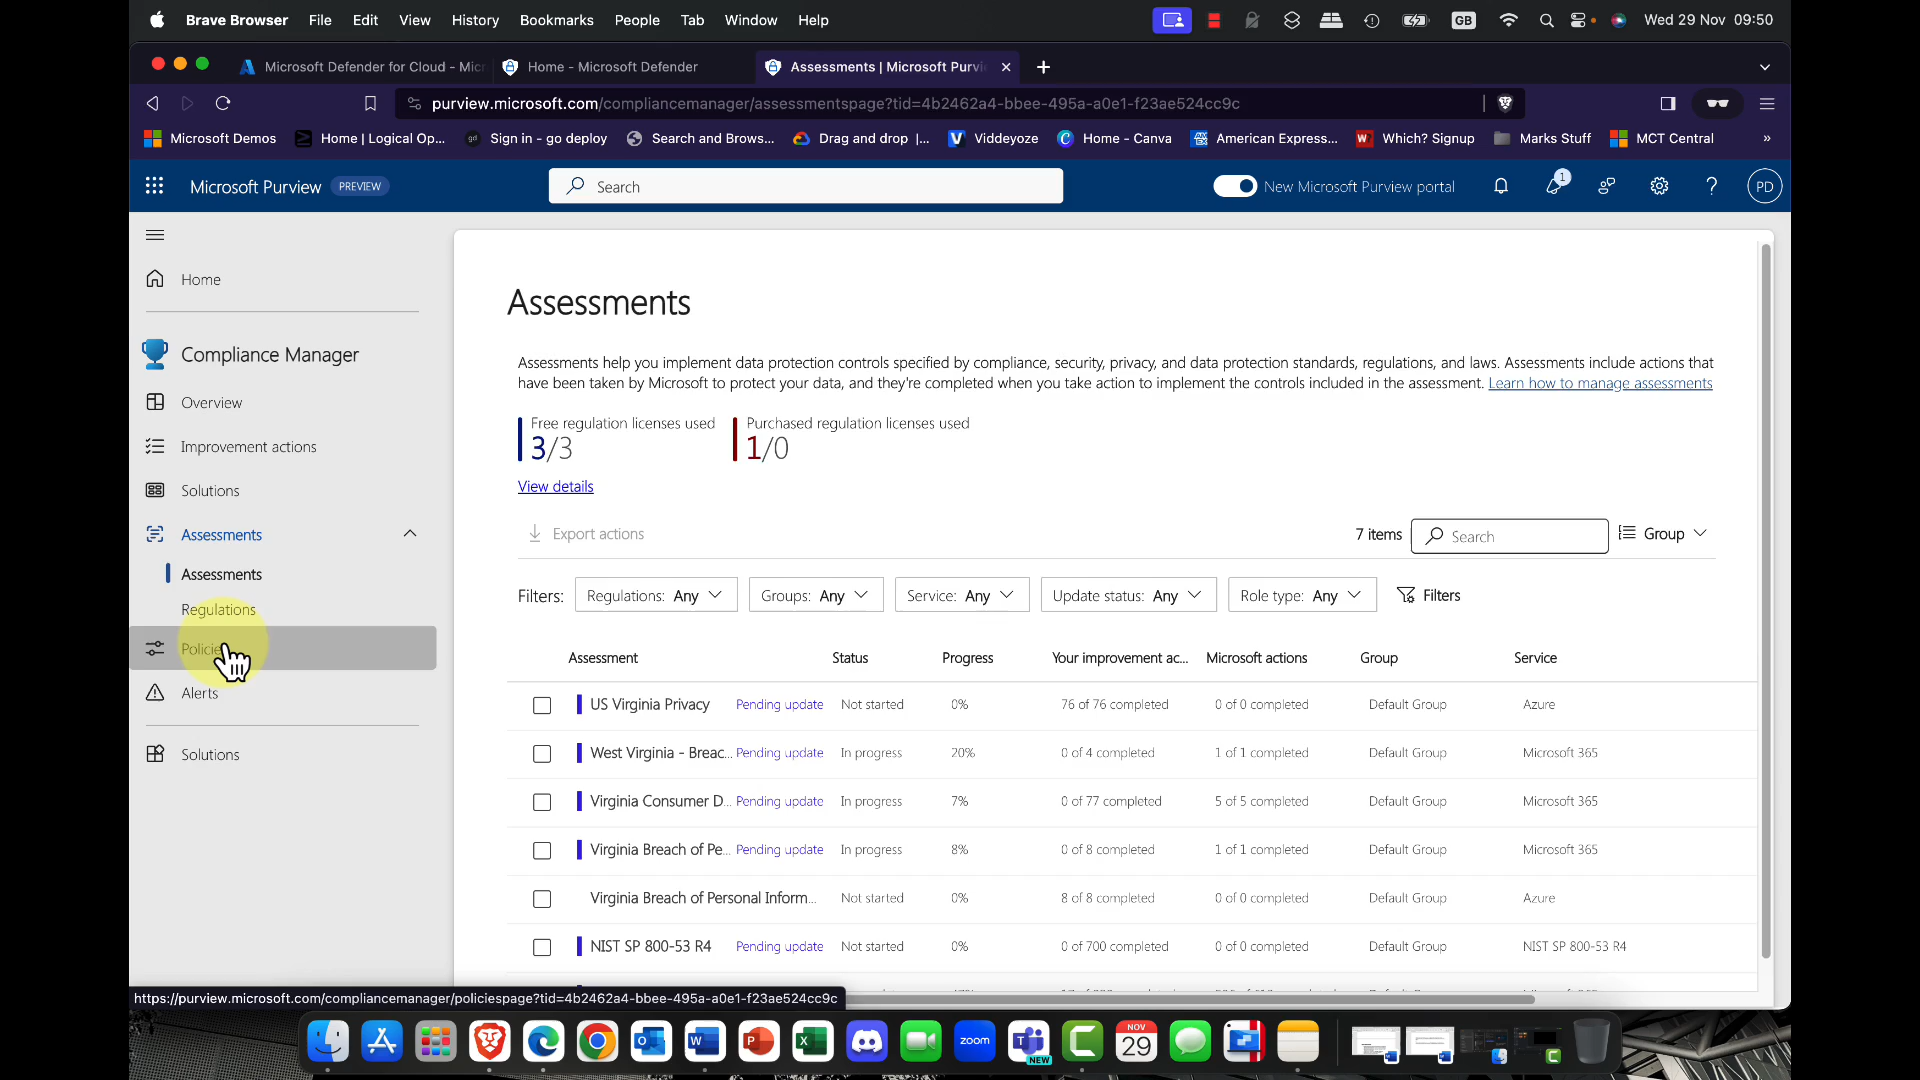 Brave Browser File Edit View History Bookmarks People Tab Window Help GB Wed 29 Nov 09:50
Microsoft Defender for Cloud - Micr Home - Microsoft Defender Assessments | Microsoft Purvi
purview.microsoft.com/compliancemanager/assessmentspage?tid=4b2462a4-bbee-495a-a0e1-f23ae524cc9c
Microsoft Demos Home | Logical Op... gd Sign in - go deploy Search and Brows... Drag and drop |... Viddeyoze Home - Canva American Express... Which? Signup Marks Stuff MCT Central »
Microsoft Purview PREVIEW Search New Microsoft Purview portal 1 ? PD
Home
Compliance Manager
Overview
Improvement actions
Solutions
Assessments
Assessments
Regulations
Alerts
Solutions
Assessments
Assessments help you implement data protection controls specified by compliance, security, privacy, and data protection standards, regulations, and laws. Assessments include actions that
have been taken by Microsoft to protect your data, and they're completed when you take action to implement the controls included in the assessment. Learn how to manage assessments
Free regulation licenses used Purchased regulation licenses used
3/3 1/0
View details
Export actions 7 items Search Group
Filters: Regulations: Any Groups: Any Service: Any Update status: Any Role type: Any Filters
Assessment Status Progress Your improvement ac... Microsoft actions Group Service
US Virginia Privacy Pending update Not started 0% 76 of 76 completed 0 of 0 completed Default Group Azure
West Virginia - Breac... Pending update In progress 20% 0 of 4 completed 1 of 1 completed Default Group Microsoft 365
Virginia Consumer D... Pending update In progress 7% 0 of 77 completed 5 of 5 completed Default Group Microsoft 365
Virginia Breach of Pe... Pending update In progress 8% 0 of 8 completed 1 of 1 completed Default Group Microsoft 365
Virginia Breach of Personal Inform... Not started 0% 8 of 8 completed 0 of 0 completed Default Group Azure
NIST SP 800-53 R4 Pending update Not started 0% 0 of 700 completed 0 of 0 completed Default Group NIST SP 800-53 R4
https://purview.microsoft.com/compliancemanager/policiespage?tid=4b2462a4-bbee-495a-a0e1-f23ae524cc9c
zoom NEW NOV 29